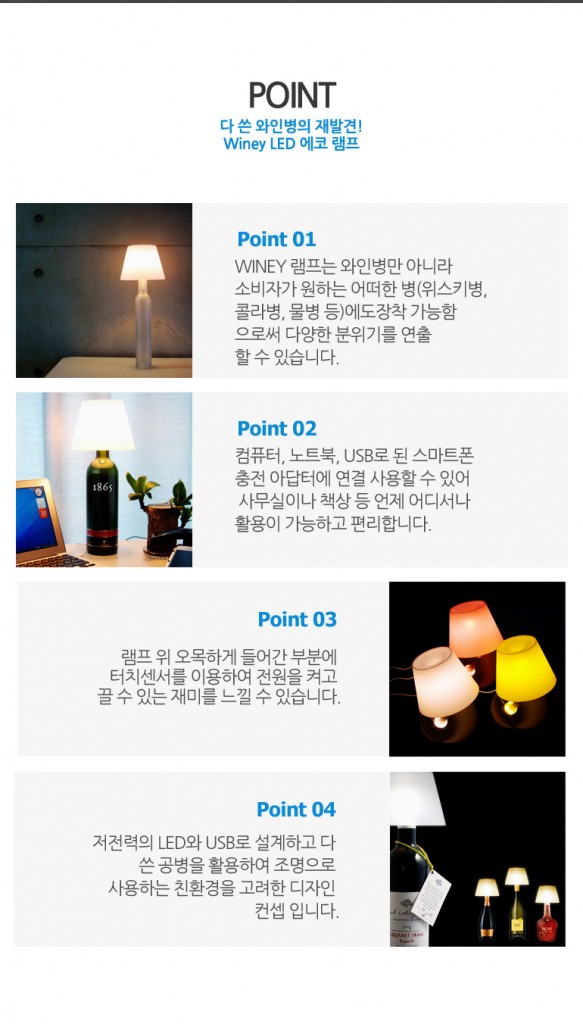 POINT
다 쓴 와인병의 재발견!
Winey LED 에코 램프
Point 01
WINEY 램프는 와인병만 아니라
소비자가 원하는 어떠한 병(위스키병,
콜라병, 물병 등)에도장착 가능함
으로써 다양한 분위기를 연출
할 수 있습니다.
Point 02
컴퓨터, 노트북, USB로 된 스마트폰
충전 아답터에 연결 사용할 수 있어
사무실이나 책상 등 언제 어디서나
활용이 가능하고 편리합니다.
1865
Point 03
램프 위 오목하게 들어간 부분에
터치센서를 이용하여 전원을 켜고
끌 수 있는 재미를 느낄 수 있습니다.
Point 04
저전력의 LED와 USB로 설계하고 다
쓴 공병을 활용하여 조명으로
사용하는 친환경을 고려한 디자인
컨셉 입니다.